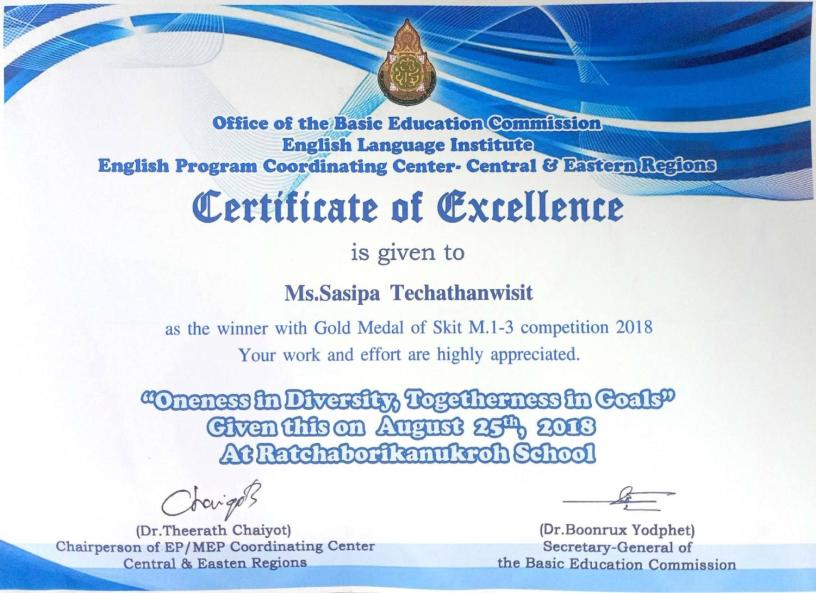 Office of the Basic Education Commission
English Language Institute
English Program Coordinating Center- Central & Eastern Regions
Certificate of Excellence
is given to
Ms.Sasipa Techathanwisit
as the winner with Gold Medal of Skit M.1-3 competition 2018
Your work and effort are highly appreciated.
“Oneness in Diversity, Togetherness in Goals”
Given this on August 25th, 2018
At Ratchaborikanukroh School
(Dr.Theerath Chaiyot)
Chairperson of EP/MEP Coordinating Center
Central & Easten Regions
(Dr.Boonrux Yodphet)
Secretary-General of
the Basic Education Commission